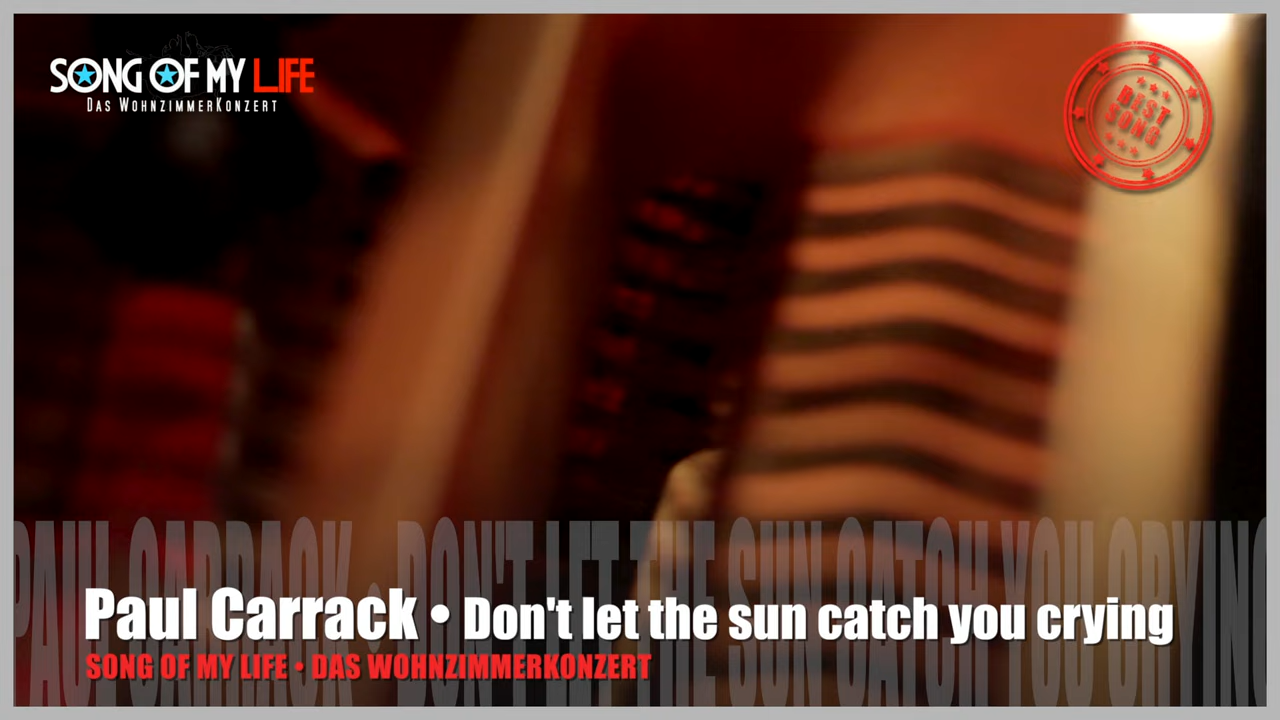 SONG OF MY LIFE
DAS WOHNZIMMERKONZERT
BEST
SONG
PAUL CARRACK • DON'T LET THE SUN CATCH YOU CRYING
Paul Carrack • Don't let the sun catch you crying
SONG OF MY LIFE • DAS WOHNZIMMERKONZERT